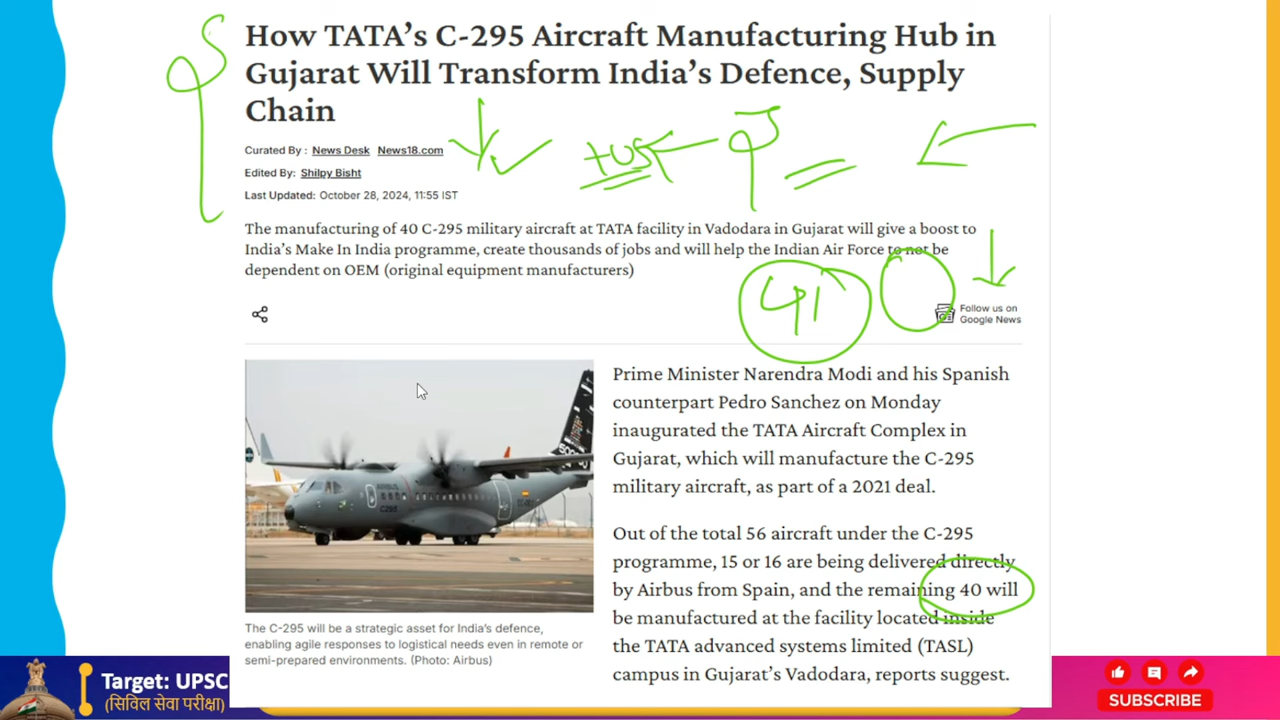 How TATA's C-295 Aircraft Manufacturing Hub in
Gujarat Will Transform India's Defence, Supply
Chain
Curated By : News Desk News18.com
Edited By: Shilpy Bisht
Last Updated: October 28, 2024, 11:55 IST
+US
The manufacturing of 40 C-295 military aircraft at TATA facility in Vadodara in Gujarat will give a boost to
India's Make In India programme, create thousands of jobs and will help the Indian Air Force to not be
dependent on OEM (original equipment manufacturers)
Follow us on
Google News
Prime Minister Narendra Modi and his Spanish
counterpart Pedro Sanchez on Monday
inaugurated the TATA Aircraft Complex in
Gujarat, which will manufacture the C-295
military aircraft, as part of a 2021 deal.
Out of the total 56 aircraft under the C-295
programme, 15 or 16 are being delivered directly
by Airbus from Spain, and the remaining 40 will
be manufactured at the facility located inside
the TATA advanced systems limited (TASL)
campus in Gujarat's Vadodara, reports suggest.
AIRBUS
C295
The C-295 will be a strategic asset for India's defence,
enabling agile responses to logistical needs even in remote or
semi-prepared environments. (Photo: Airbus)
Target: UPSC
(सिविल सेवा परीक्षा)
SUBSCRIBE